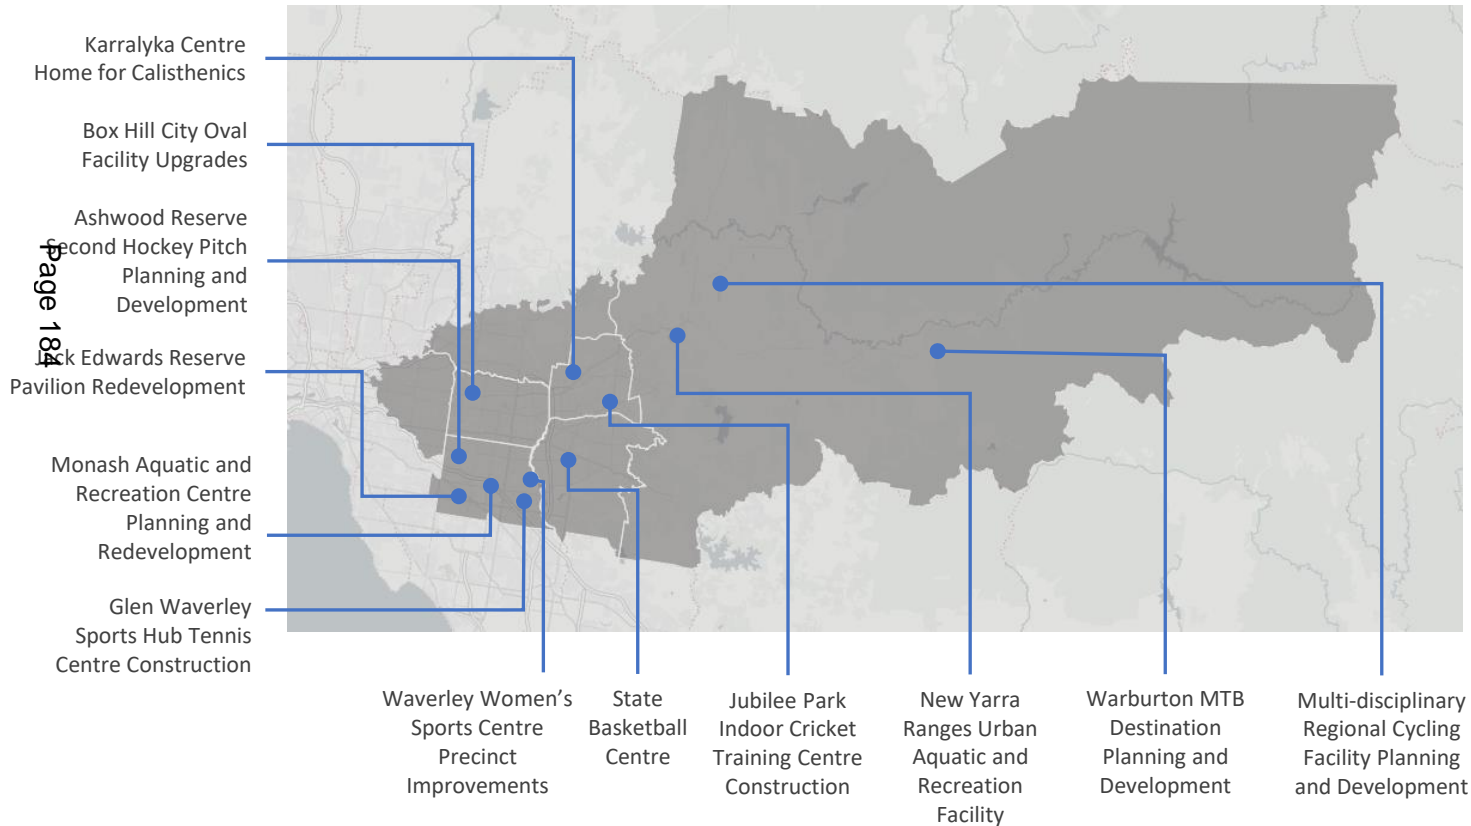 Karralyka Centre
Home for Calisthenics
Box Hill City Oval
Facility Upgrades
Ashwood Reserve
Second Hockey Pitch
Planning and
Development
Page 184
Jack Edwards Reserve
Pavilion Redevelopment
Monash Aquatic and
Recreation Centre
Planning and
Redevelopment
Glen Waverley
Sports Hub Tennis
Centre Construction
Waverley Women's
Sports Centre
Precinct
Improvements
State
Basketball
Centre
Jubilee Park
Indoor Cricket
Training Centre
Construction
New Yarra
Ranges Urban
Aquatic and
Recreation
Facility
Warburton MTB
Destination
Planning and
Development
Multi-disciplinary
Regional Cycling
Facility Planning
and Development